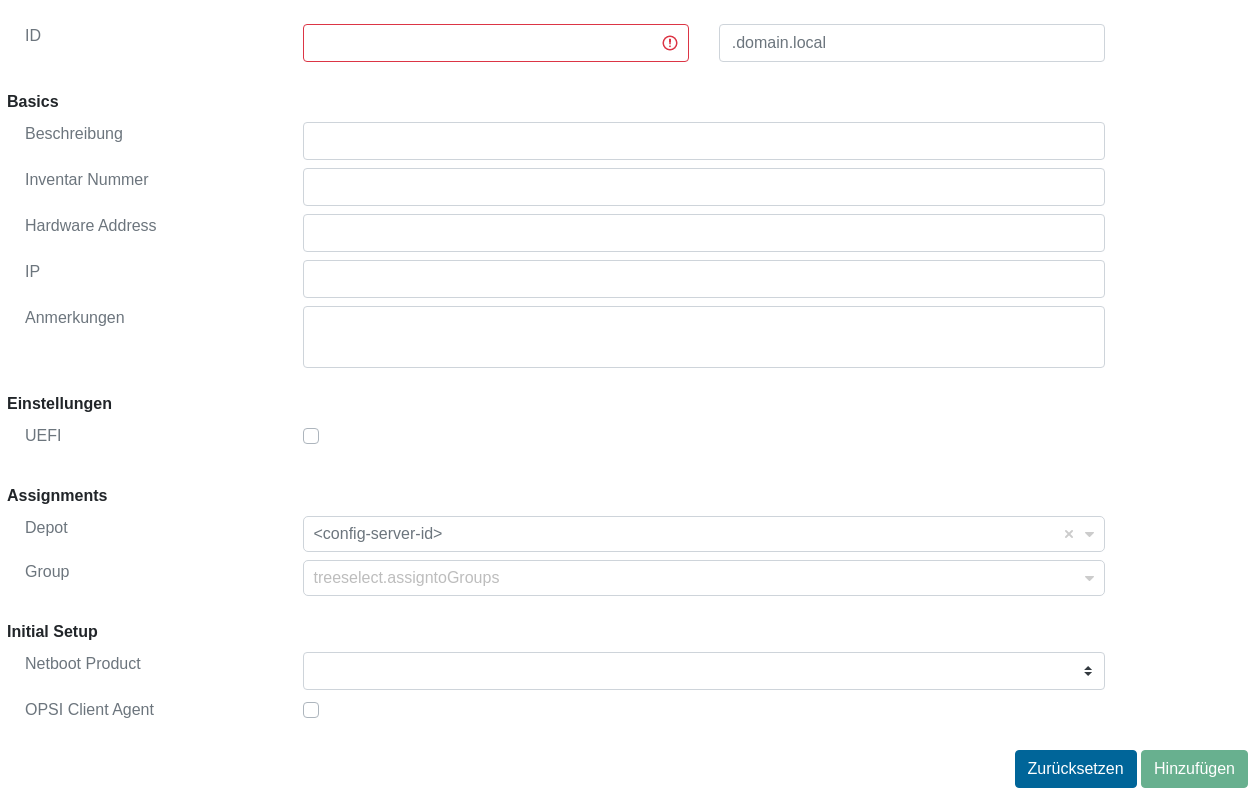 ID
.domain.local
Basics
Beschreibung
Inventar Nummer
Hardware Address
IP
Anmerkungen
Einstellungen
UEFI
Assignments
Depot
<config-server-id>
Group
treeselect.assigntoGroups
Initial Setup
Netboot Product
OPSI Client Agent
Zurücksetzen Hinzufügen